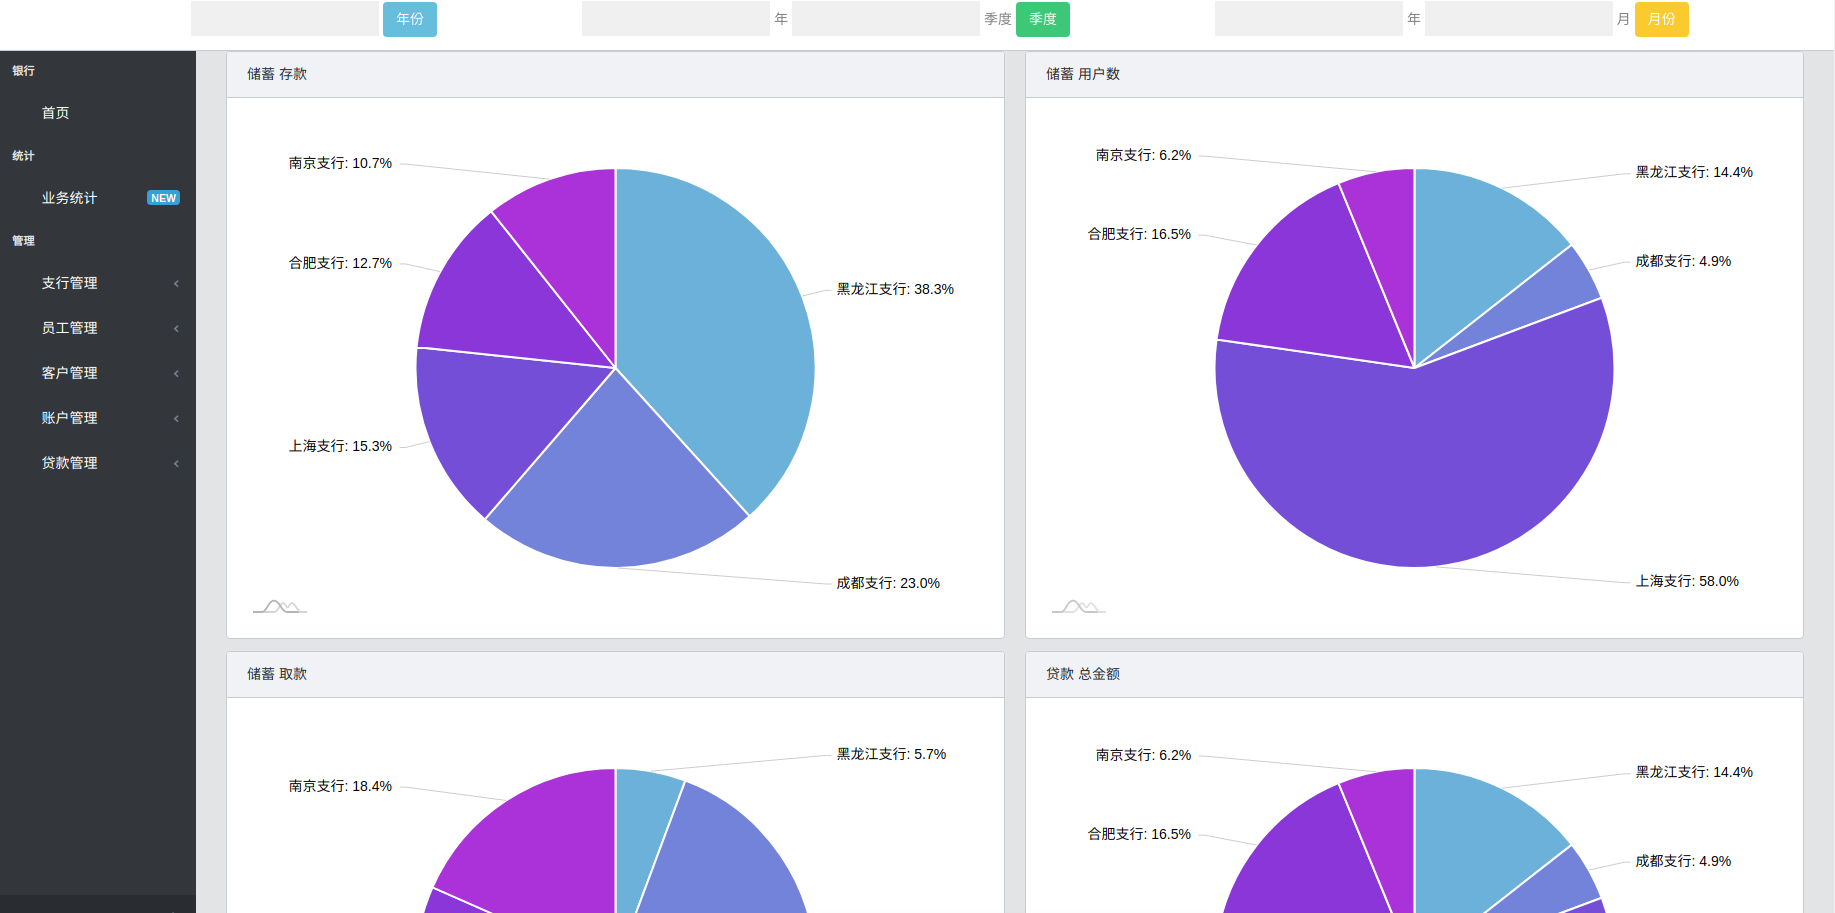 年份
年
季度
季度
年
月
月份
银行
首页
统计
业务统计
NEW
管理
支行管理
员工管理
客户管理
账户管理
贷款管理
储蓄 存款
南京支行: 10.7%
合肥支行: 12.7%
黑龙江支行: 38.3%
上海支行: 15.3%
成都支行: 23.0%
储蓄 用户数
南京支行: 6.2%
黑龙江支行: 14.4%
合肥支行: 16.5%
成都支行: 4.9%
上海支行: 58.0%
储蓄 取款
黑龙江支行: 5.7%
南京支行: 18.4%
贷款 总金额
南京支行: 6.2%
黑龙江支行: 14.4%
合肥支行: 16.5%
成都支行: 4.9%